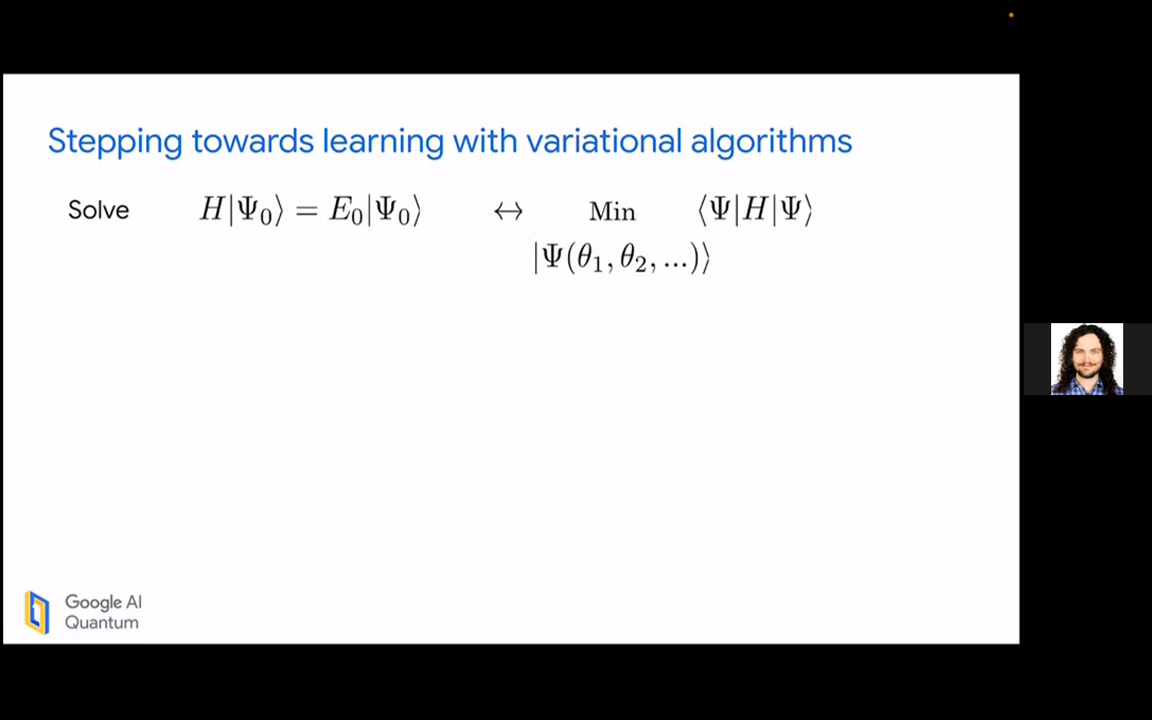 Stepping towards learning with variational algorithms
Solve H|Ψ₀⟩ = E₀|Ψ₀⟩ ↔ Min ⟨Ψ|H|Ψ⟩
|Ψ(θ₁, θ₂, ...)⟩
Google AI
Quantum